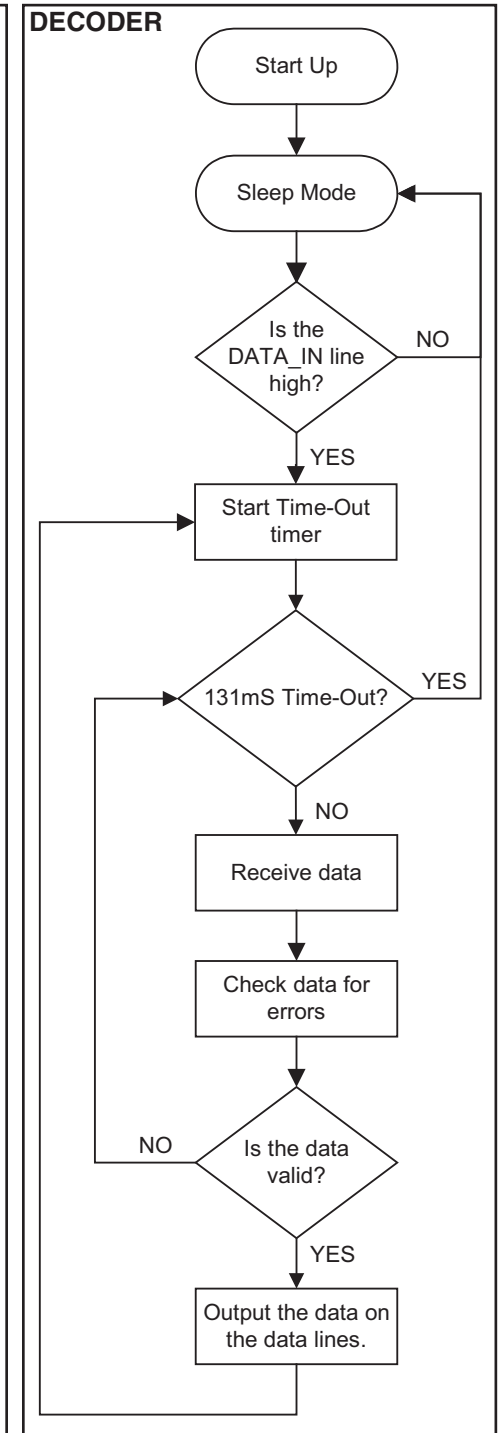 DECODER
Start Up
Sleep Mode
Is the
DATA_IN line
high?
NO
YES
Start Time-Out
timer
131mS Time-Out?
YES
NO
Receive data
Check data for
errors
Is the data
valid?
NO
YES
Output the data on
the data lines.